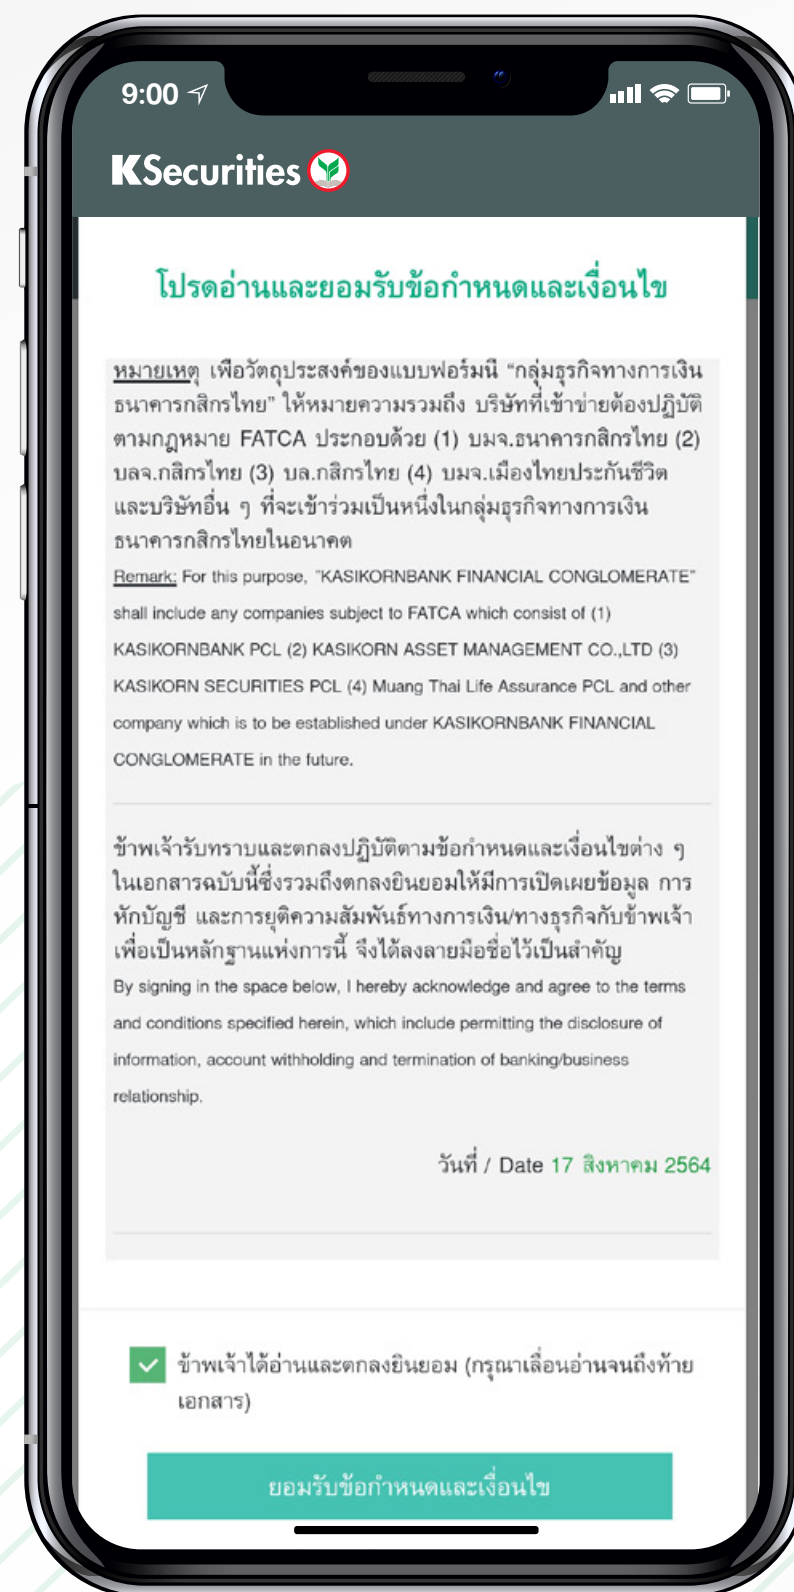 9:00
KSecurities
โปรดอ่านและยอมรับข้อกำหนดและเงื่อนไข
หมายเหตุ เพื่อวัตถุประสงค์ของแบบฟอร์มนี้ “กลุ่มธุรกิจทางการเงิน
ธนาคารกสิกรไทย” ให้หมายความรวมถึง บริษัทที่เข้าข่ายต้องปฏิบัติ
ตามกฎหมาย FATCA ประกอบด้วย (1) บมจ.ธนาคารกสิกรไทย (2)
บลจ.กสิกรไทย (3) บล.กสิกรไทย (4) บมจ.เมืองไทยประกันชีวิต
และบริษัทอื่น ๆ ที่จะเข้าร่วมเป็นหนึ่งในกลุ่มธุรกิจทางการเงิน
ธนาคารกสิกรไทยในอนาคต
Remark: For this purpose, "KASIKORNBANK FINANCIAL CONGLOMERATE"
shall include any companies subject to FATCA which consist of (1)
KASIKORNBANK PCL (2) KASIKORN ASSET MANAGEMENT CO.,LTD (3)
KASIKORN SECURITIES PCL (4) Muang Thai Life Assurance PCL and other
company which is to be established under KASIKORNBANK FINANCIAL
CONGLOMERATE in the future.
ข้าพเจ้ารับทราบและตกลงปฏิบัติตามข้อกำหนดและเงื่อนไขต่าง ๆ
ในเอกสารฉบับนี้ซึ่งรวมถึงตกลงยินยอมให้มีการเปิดเผยข้อมูล การ
หักบัญชี และการยุติความสัมพันธ์ทางการเงิน/ทางธุรกิจกับข้าพเจ้า
เพื่อเป็นหลักฐานแห่งการนี้ จึงได้ลงลายมือชื่อไว้เป็นสำคัญ
By signing in the space below, I hereby acknowledge and agree to the terms
and conditions specified herein, which include permitting the disclosure of
information, account withholding and termination of banking/business
relationship.
วันที่ / Date 17 สิงหาคม 2564
ข้าพเจ้าได้อ่านและตกลงยินยอม (กรุณาเลื่อนอ่านจนถึงท้าย
เอกสาร)
ยอมรับข้อกำหนดและเงื่อนไข